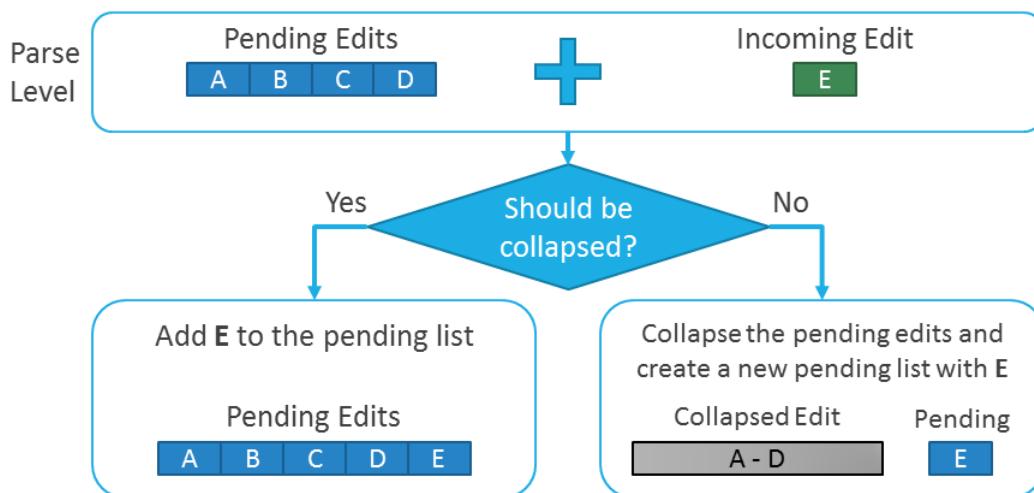 Parse
Level
Pending Edits
A B C D
Incoming Edit
E
Should be
collapsed?
Yes
No
Add E to the pending list
Pending Edits
A B C D E
Collapse the pending edits and
create a new pending list with E
Collapsed Edit
A - D
Pending
E